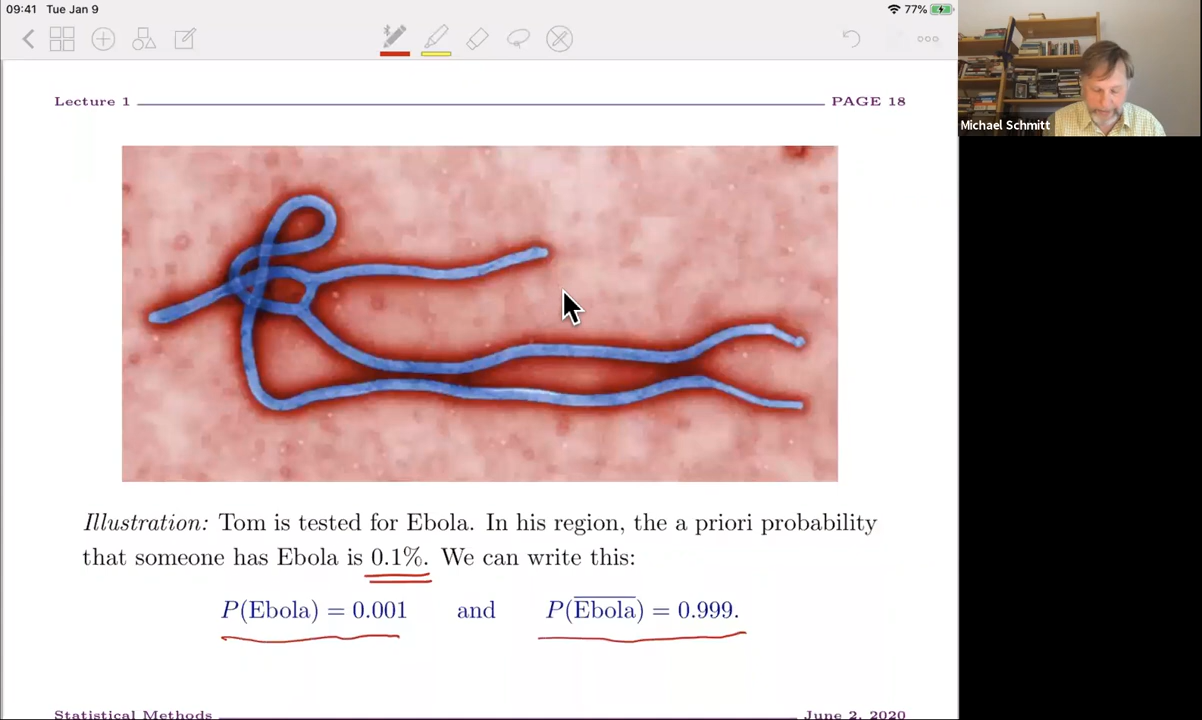 09:41 Tue Jan 9
77%
Lecture 1
PAGE 18
Michael Schmitt
Illustration: Tom is tested for Ebola. In his region, the a priori probability
that someone has Ebola is 0.1%. We can write this:
P(Ebola) = 0.001 and P(E̅b̅o̅l̅a̅) = 0.999.
Statistical Methods
June 2, 2020